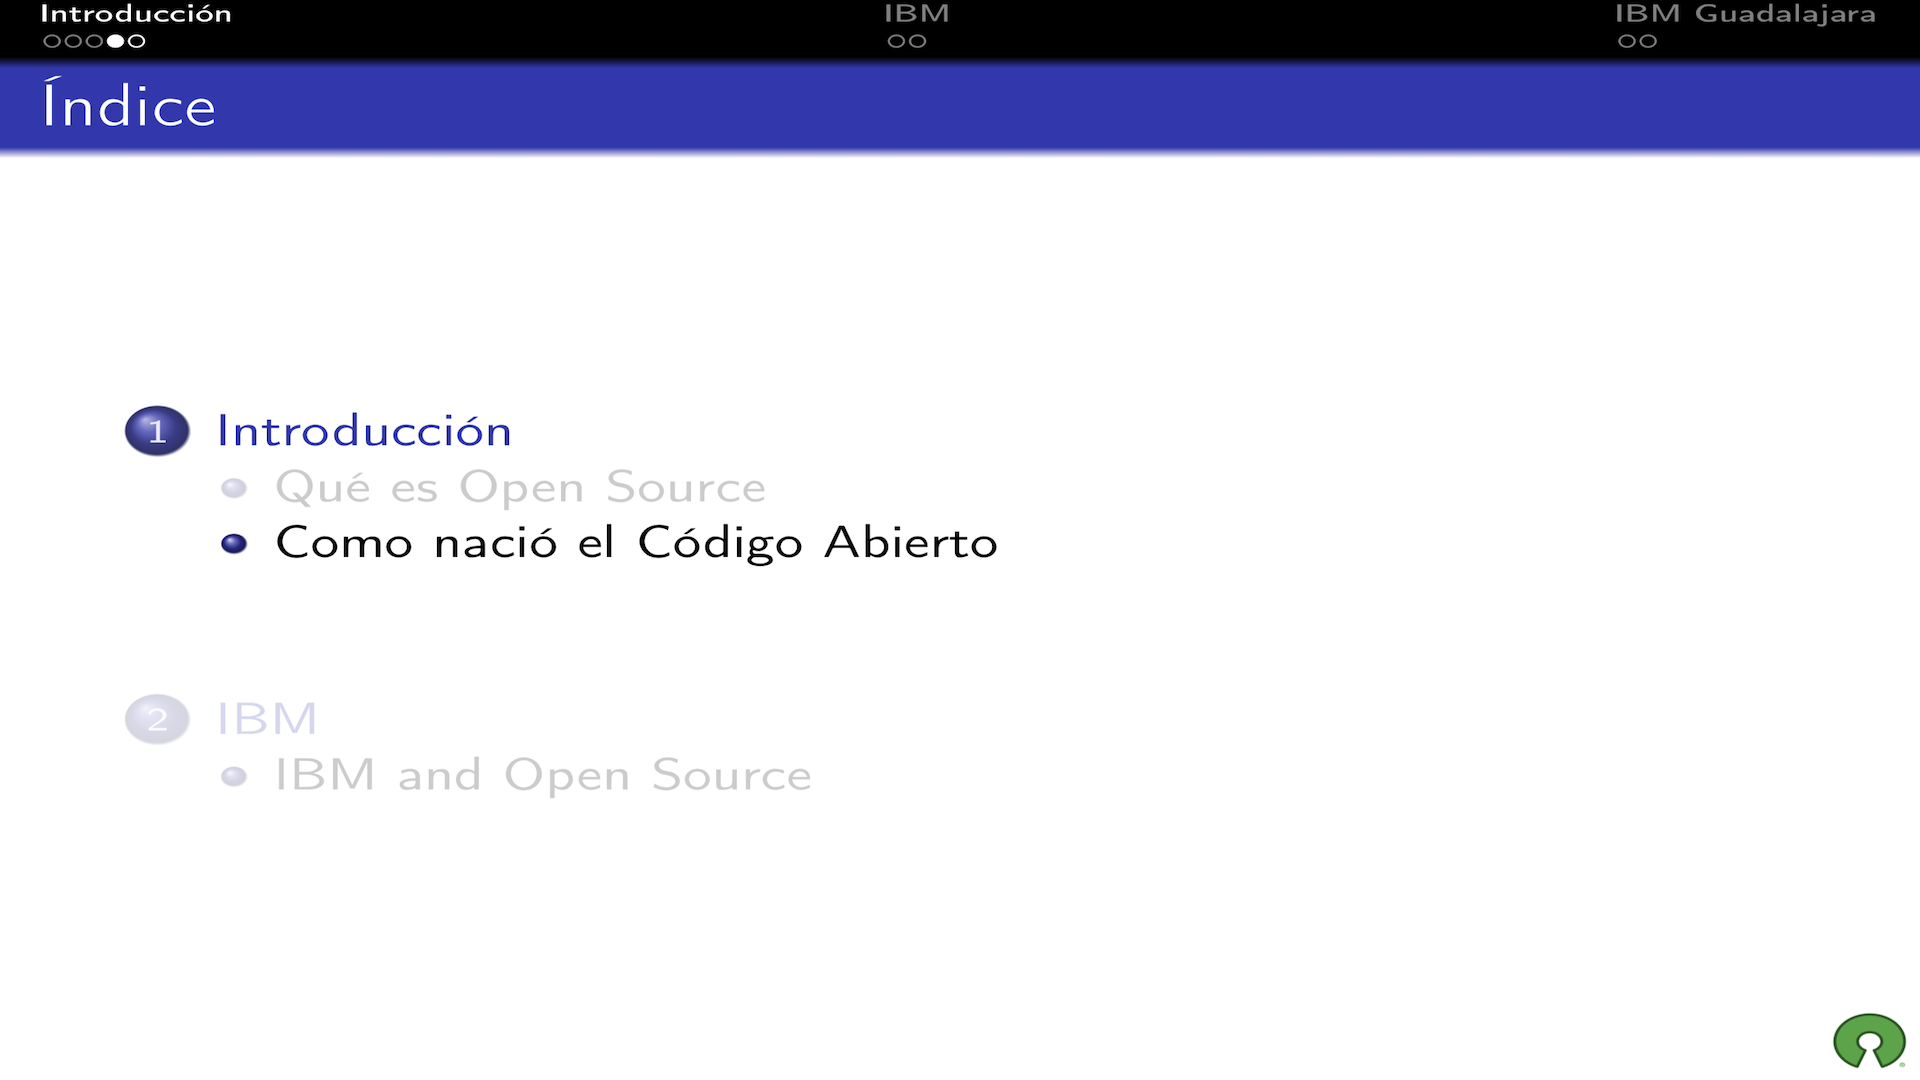 Introducción IBM IBM Guadalajara
Índice
1 Introducción
Qué es Open Source
Como nació el Código Abierto
2 IBM
IBM and Open Source